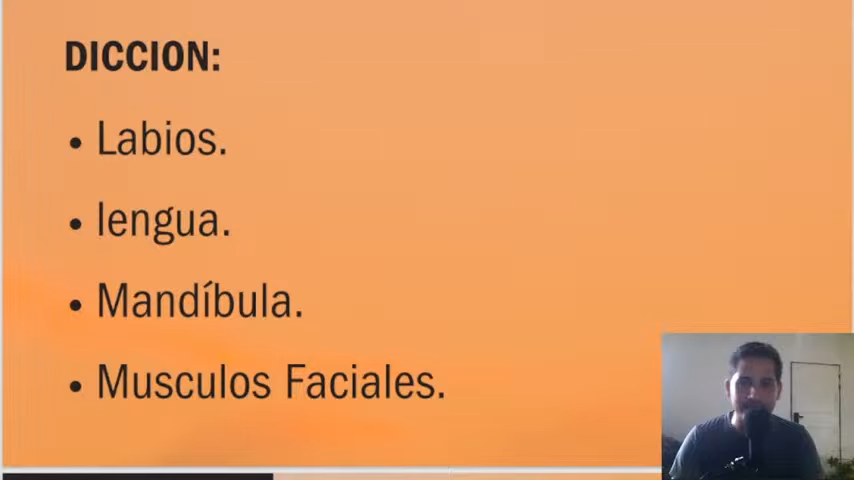 DICCION:
• Labios.
• lengua.
• Mandíbula.
• Musculos Faciales.